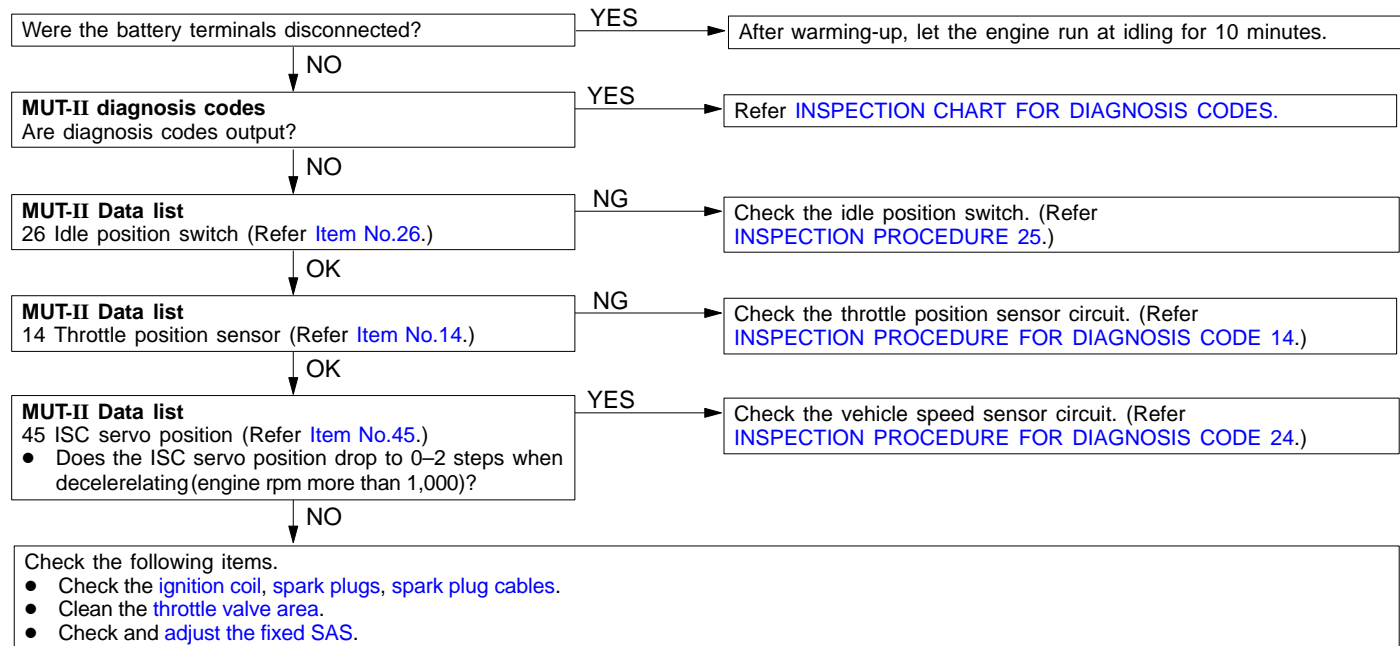 Were the battery terminals disconnected?
YES
After warming-up, let the engine run at idling for 10 minutes.
NO
MUT-II diagnosis codes
Are diagnosis codes output?
YES
Refer INSPECTION CHART FOR DIAGNOSIS CODES.
NO
MUT-II Data list
26 Idle position switch (Refer Item No.26.)
NG
Check the idle position switch. (Refer
INSPECTION PROCEDURE 25.)
OK
MUT-II Data list
14 Throttle position sensor (Refer Item No.14.)
NG
Check the throttle position sensor circuit. (Refer
INSPECTION PROCEDURE FOR DIAGNOSIS CODE 14.)
OK
MUT-II Data list
45 ISC servo position (Refer Item No.45.)
● Does the ISC servo position drop to 0–2 steps when
decelerelating (engine rpm more than 1,000)?
YES
Check the vehicle speed sensor circuit. (Refer
INSPECTION PROCEDURE FOR DIAGNOSIS CODE 24.)
NO
Check the following items.
● Check the ignition coil, spark plugs, spark plug cables.
● Clean the throttle valve area.
● Check and adjust the fixed SAS.